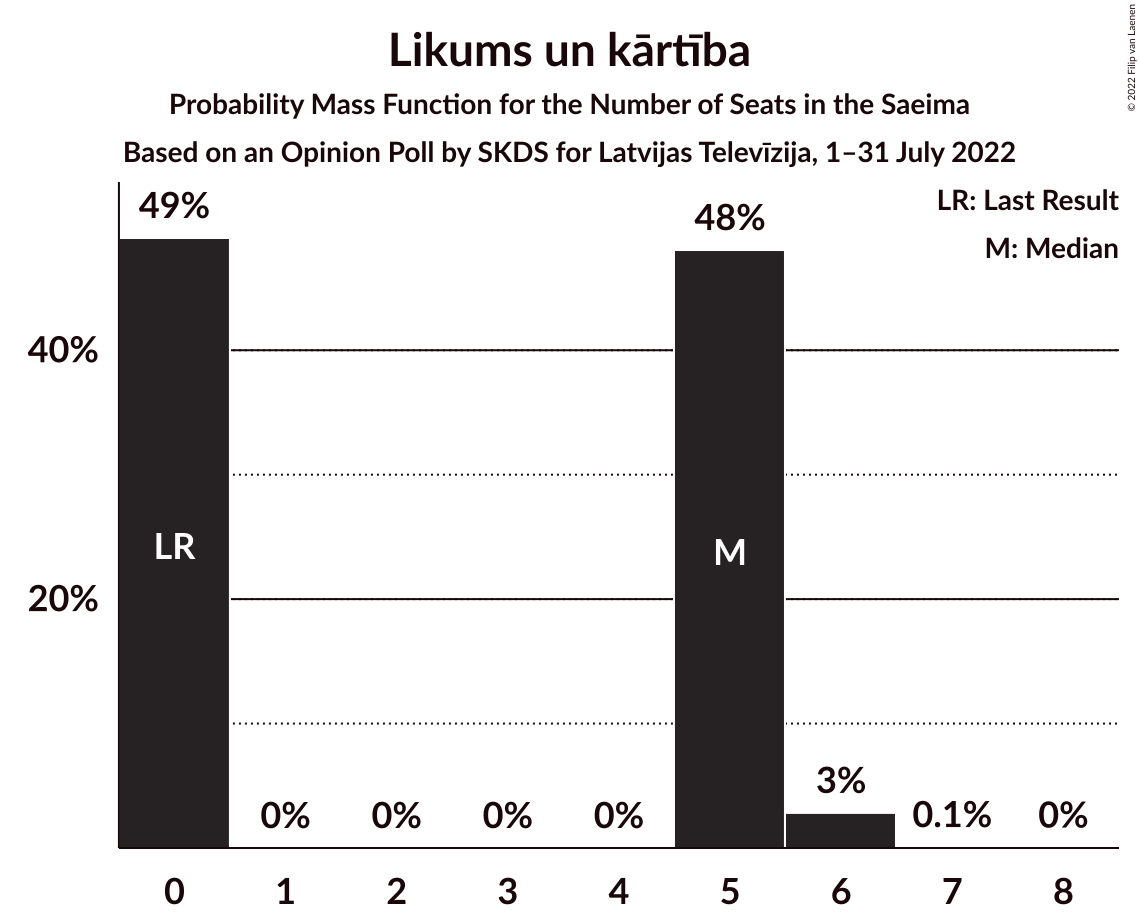 Likums un kārtība
Probability Mass Function for the Number of Seats in the Saeima
Based on an Opinion Poll by SKDS for Latvijas Televīzija, 1–31 July 2022
© 2022 Filip van Laenen
LR: Last Result
M: Median
49%
48%
40%
LR
M
20%
3%
0%
0%
0%
0%
0.1%
0%
0 1 2 3 4 5 6 7 8